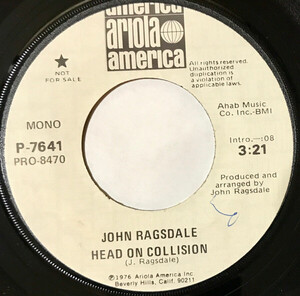 america
ariola
america
★
NOT
FOR SALE
MONO
P-7641
PRO-8470
All rights reserved.
Unauthorized
duplication is
a violation of
applicable laws.
Ahab Music
Co. Inc.-BMI
Intro.—:08
3:21
Produced and
arranged by
John Ragsdale
JOHN RAGSDALE
HEAD ON COLLISION
(J. Ragsdale)
℗1976 Ariola America Inc.
Beverly Hills, Calif. 90211